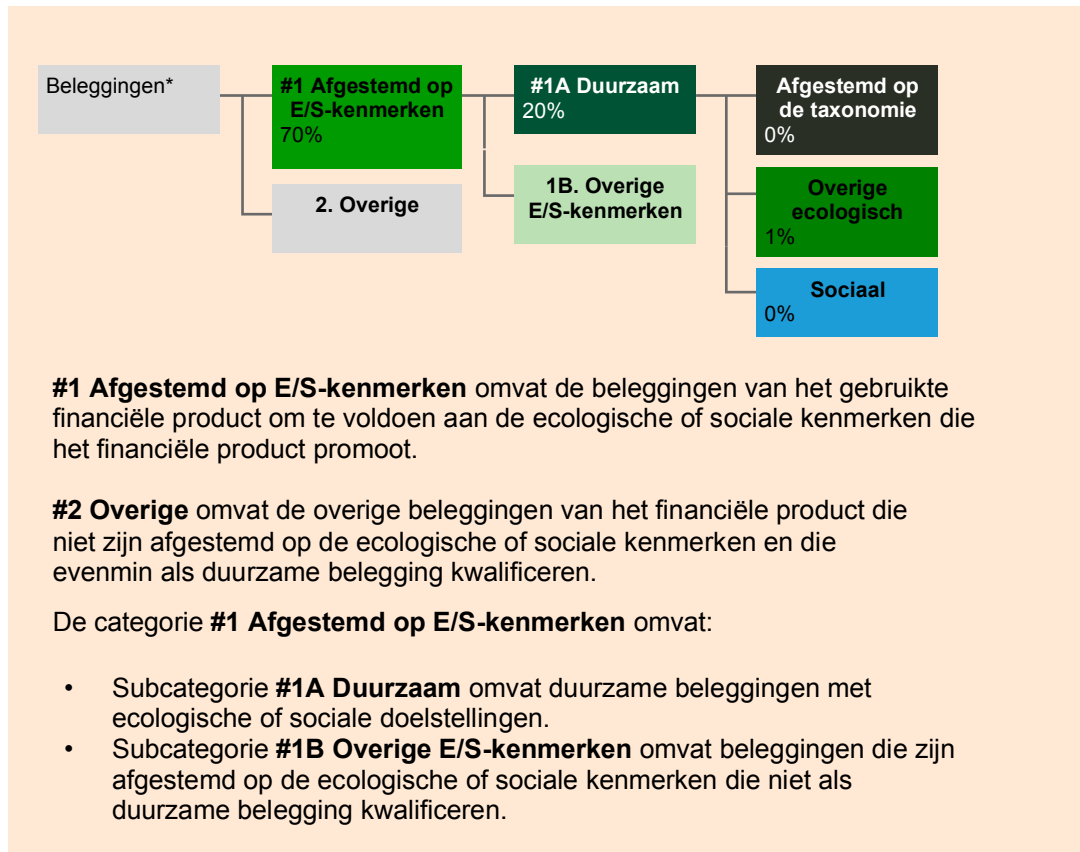 Beleggingen*
#1 Afgestemd op
E/S-kenmerken
70%
2. Overige
#1A Duurzaam
20%
1B. Overige
E/S-kenmerken
Afgestemd op
de taxonomie
0%
Overige
ecologisch
1%
Sociaal
0%
#1 Afgestemd op E/S-kenmerken omvat de beleggingen van het gebruikte
financiële product om te voldoen aan de ecologische of sociale kenmerken die
het financiële product promoot.
#2 Overige omvat de overige beleggingen van het financiële product die
niet zijn afgestemd op de ecologische of sociale kenmerken en die
evenmin als duurzame belegging kwalificeren.
De categorie #1 Afgestemd op E/S-kenmerken omvat:
• Subcategorie #1A Duurzaam omvat duurzame beleggingen met
ecologische of sociale doelstellingen.
• Subcategorie #1B Overige E/S-kenmerken omvat beleggingen die zijn
afgestemd op de ecologische of sociale kenmerken die niet als
duurzame belegging kwalificeren.